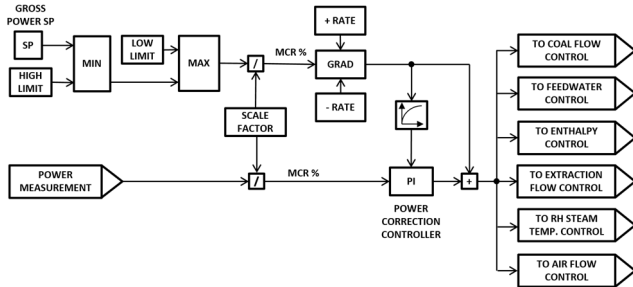 GROSS
POWER SP
SP
HIGH
LIMIT
MIN
LOW
LIMIT
MAX
/
MCR %
+ RATE
GRAD
- RATE
SCALE
FACTOR
POWER
MEASUREMENT
/
MCR %
PI
+
POWER
CORRECTION
CONTROLLER
TO COAL FLOW
CONTROL
TO FEEDWATER
CONTROL
TO ENTHALPY
CONTROL
TO EXTRACTION
FLOW CONTROL
TO RH STEAM
TEMP. CONTROL
TO AIR FLOW
CONTROL